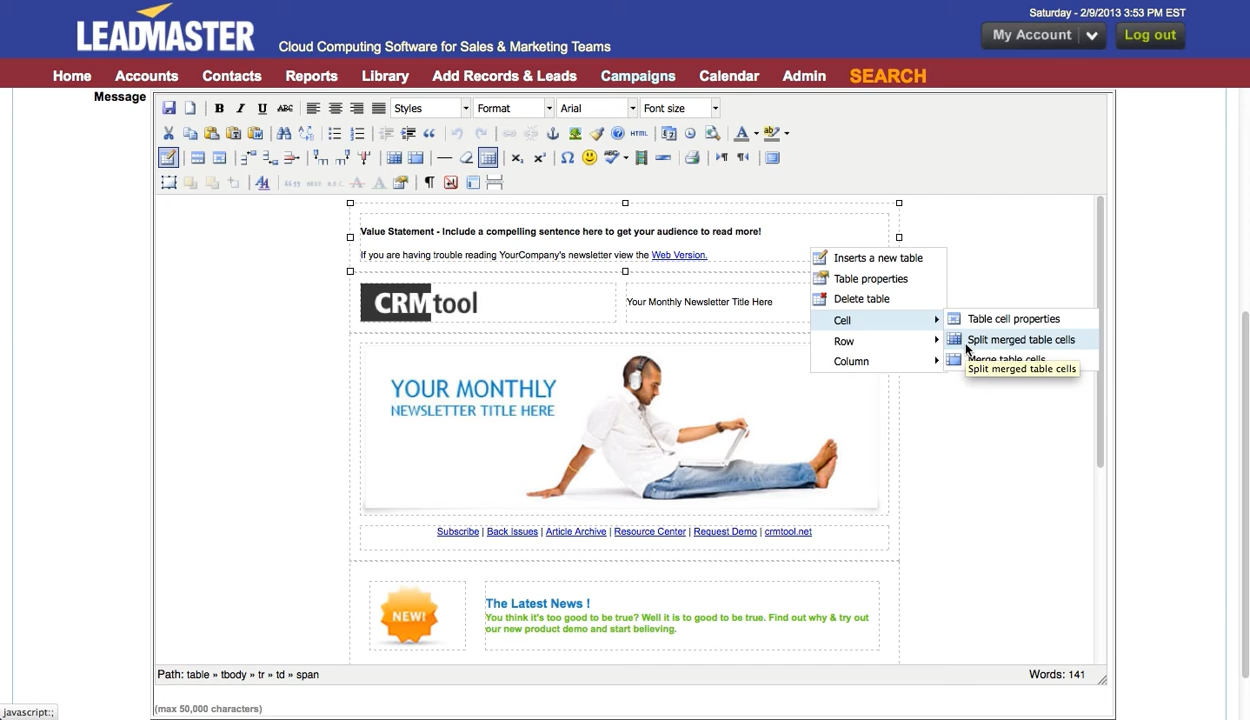 Saturday - 2/9/2013 3:53 PM EST
LEADMASTER
Cloud Computing Software for Sales & Marketing Teams
My Account
Log out
Home Accounts Contacts Reports Library Add Records & Leads Campaigns Calendar Admin SEARCH
Message
B I U ABC Styles Format Arial Font size
HTML
Value Statement - Include a compelling sentence here to get your audience to read more!
If you are having trouble reading YourCompany's newsletter view the Web Version.
CRMtool
Your Monthly Newsletter Title Here
Inserts a new table
Table properties
Delete table
Cell
Row
Column
Table cell properties
Split merged table cells
Merge table cells
Split merged table cells
YOUR MONTHLY
NEWSLETTER TITLE HERE
Subscribe | Back Issues | Article Archive | Resource Center | Request Demo | crmtool.net
NEW!
The Latest News !
You think it's too good to be true? Well it is to good to be true. Find out why & try out
our new product demo and start believing.
Path: table » tbody » tr » td » span
Words: 141
(max 50,000 characters)
javascript:;